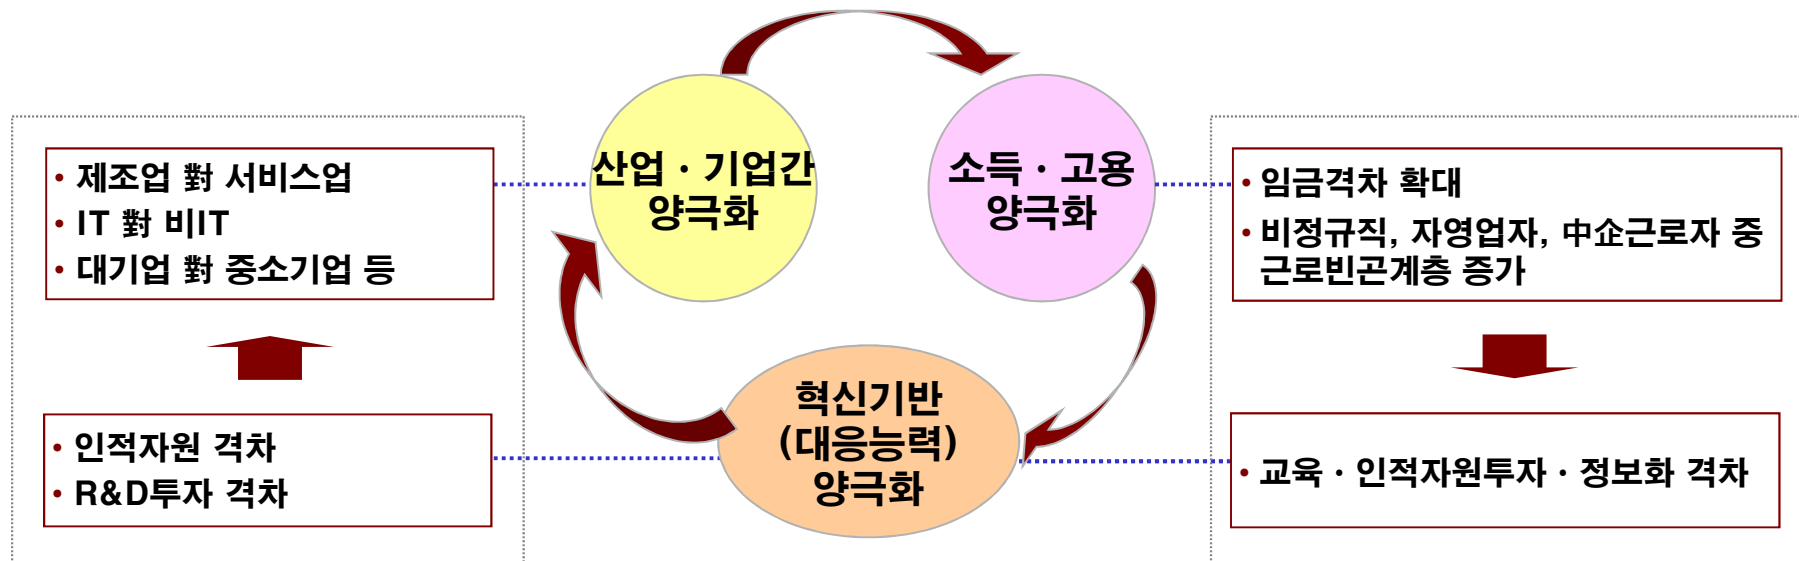 • 제조업 對 서비스업
• IT 對 비IT
• 대기업 對 중소기업 등
• 인적자원 격차
• R&D투자 격차
산업 · 기업간
양극화
소득 · 고용
양극화
혁신기반
(대응능력)
양극화
• 임금격차 확대
• 비정규직, 자영업자, 中企근로자 중
근로빈곤계층 증가
• 교육 · 인적자원투자 · 정보화 격차